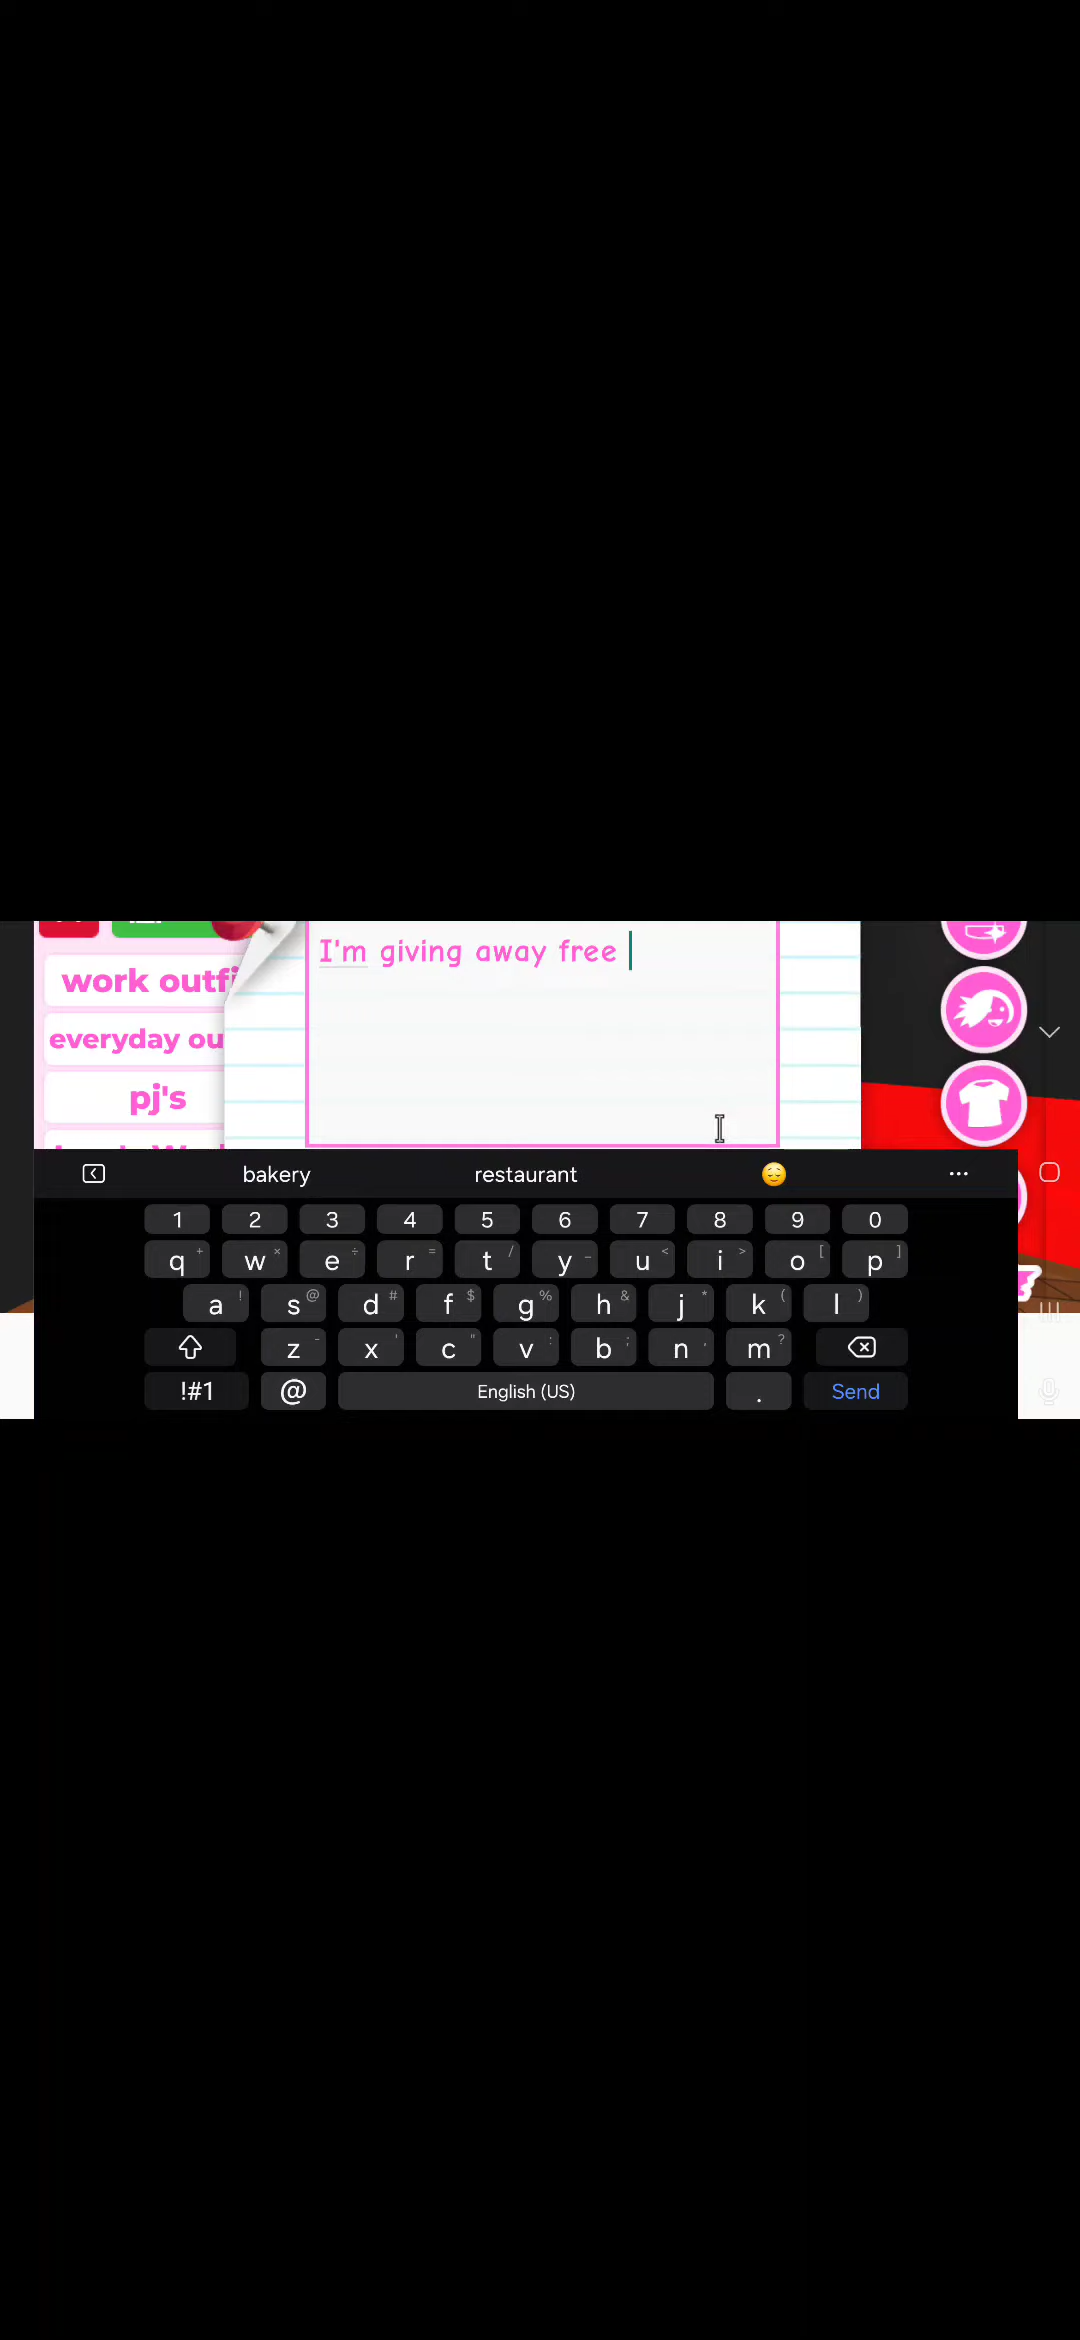 I'm giving away free
work outfi
everyday ou
pj's
bakery restaurant
1 2 3 4 5 6 7 8 9 0
q + w × e ÷ r = t / y _ u < i > o [ p ]
a ! s @ d # f $ g % h & j * k ( l )
z - x ' c " v : b ; n , m ?
!#1 @ English (US) . Send